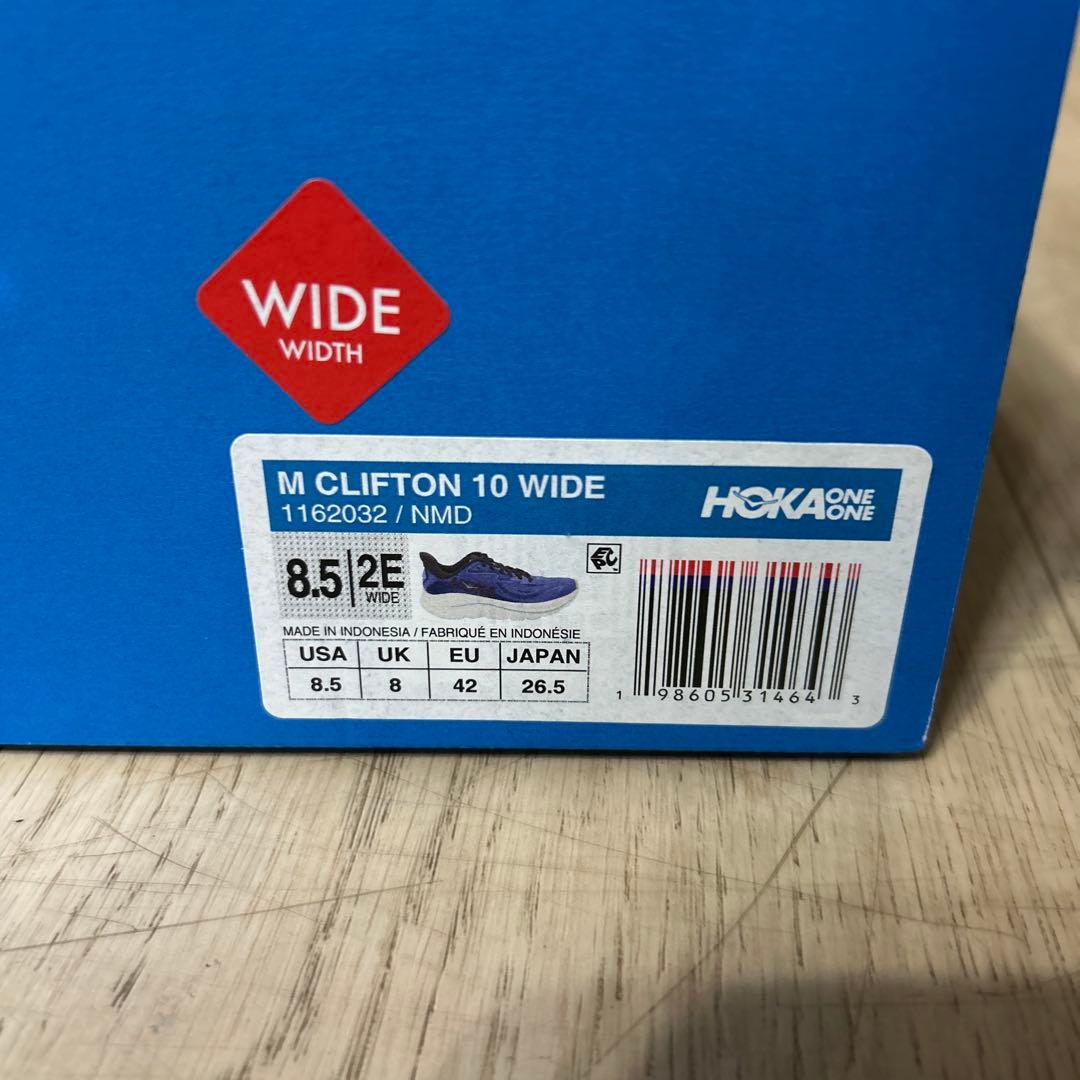 WIDE
WIDTH
M CLIFTON 10 WIDE
1162032 / NMD
HOKA ONE ONE
8.5 2E
WIDE
MADE IN INDONESIA / FABRIQUÉ EN INDONÉSIE
USA UK EU JAPAN
8.5 8 42 26.5
1 98605 31464 3